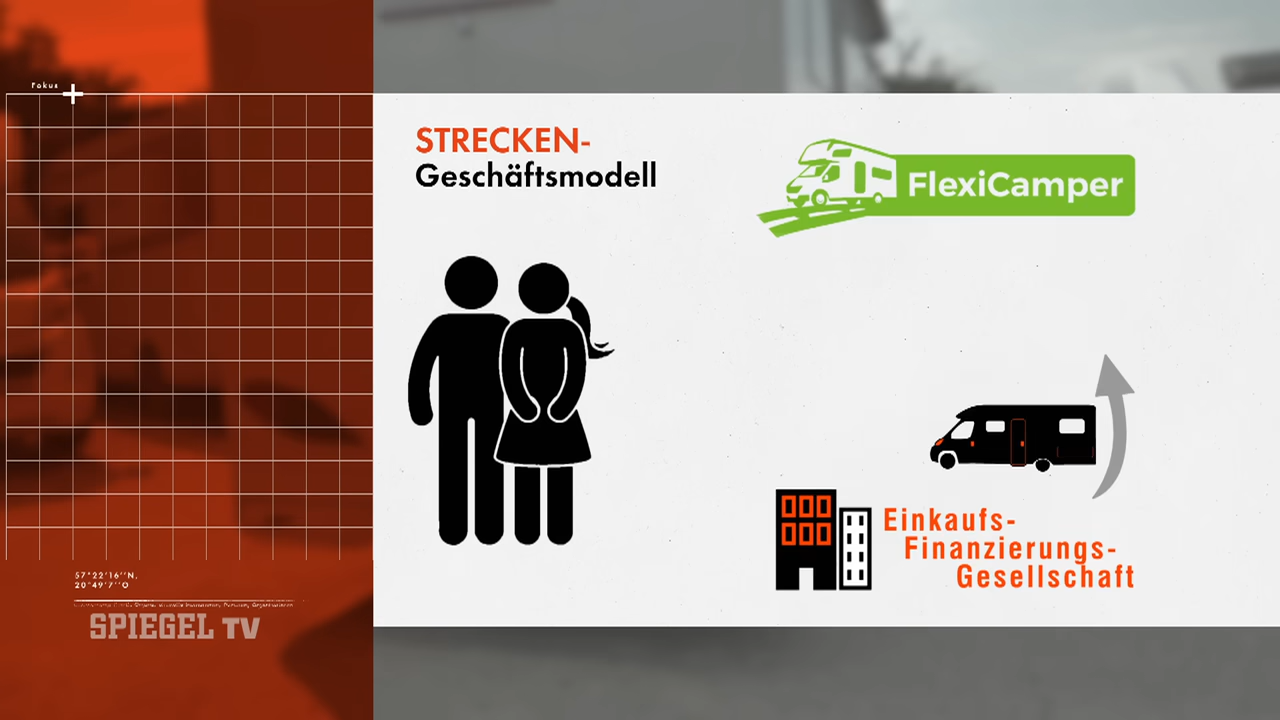 Fokus
STRECKEN-
Geschäftsmodell
FlexiCamper
Einkaufs-
Finanzierungs-
Gesellschaft
57°22'16''N,
20°49'7''O
SPIEGEL TV